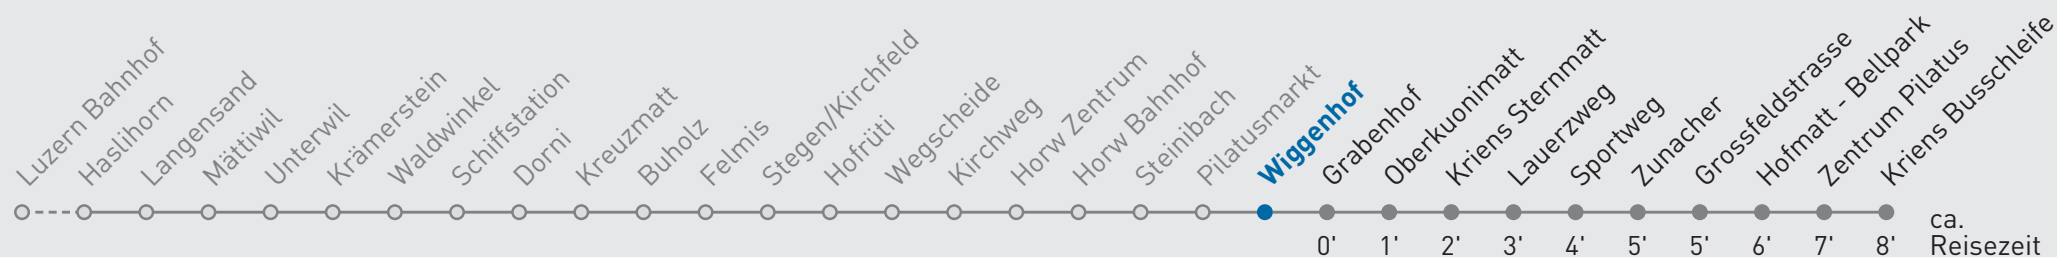 Luzern Bahnhof
Haslihorn
Langensand
Mättiwil
Unterwil
Krämerstein
Waldwinkel
Schiffstation
Dorni
Kreuzmatt
Buholz
Felmis
Stegen/Kirchfeld
Hofrüti
Wegscheide
Kirchweg
Horw Zentrum
Horw Bahnhof
Steinibach
Pilatusmarkt
Wiggenhof
Grabenhof
Oberkuonimatt
Kriens Sternmatt
Lauerzweg
Sportweg
Zunacher
Grossfeldstrasse
Hofmatt - Bellpark
Zentrum Pilatus
Kriens Busschleife
0' 1' 2' 3' 4' 5' 5' 6' 7' 8'
ca.
Reisezeit